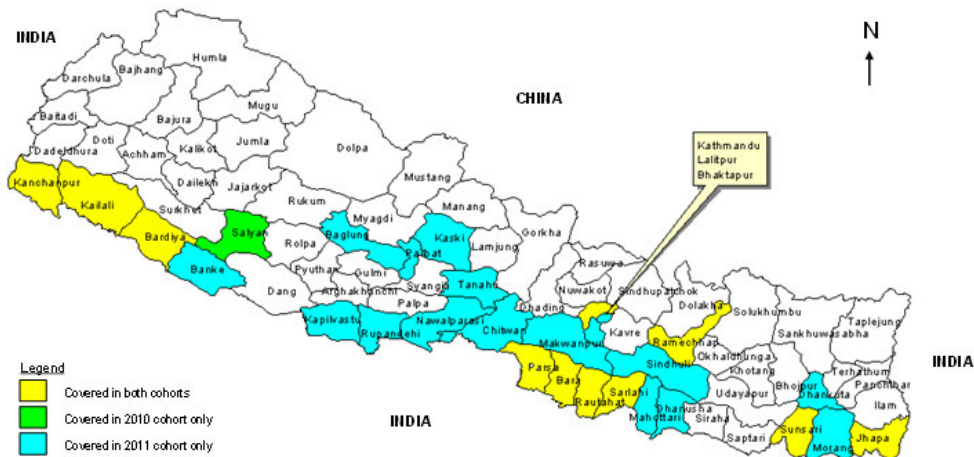 INDIA
N
CHINA
Humla
Darchula
Bajhang
Mugu
Baitadi
Bajura
Jumla
Doti
Dadeldhura
Achham
Kalikot
Dolpa
Kathmandu
Lalitpur
Bhaktapur
Kanchanpur
Dailekh
Jajarkot
Mustang
Kailali
Surkhet
Rukum
Manang
Myagdi
Bardiya
Salyan
Baglung
Kaski
Gorkha
Rolpa
Parbat
Lamjung
Rasuwa
Banke
Pyuthan
Gulmi
Syangja
Tanahu
Nuwakot
Sindhupalchok
Dolakha
Dang
Arghakhanchi
Palpa
Dhading
Solukhumbu
Taplejung
Kapilvastu
Rupandehi
Nawalparasi
Chitwan
Makwanpur
Kavre
Ramechhap
Sankhuwasabha
Okhaldhunga
INDIA
Parsa
Bara
Sindhuli
Khotang
Terhathum
Legend
Bhojpur
Panchthar
Covered in both cohorts
Rautahat
Sarlahi
Udayapur
Dhankuta
Ilam
Covered in 2010 cohort only
INDIA
Mahottari
Dhanusha
Siraha
Sunsari
Jhapa
Covered in 2011 cohort only
Saptari
Morang